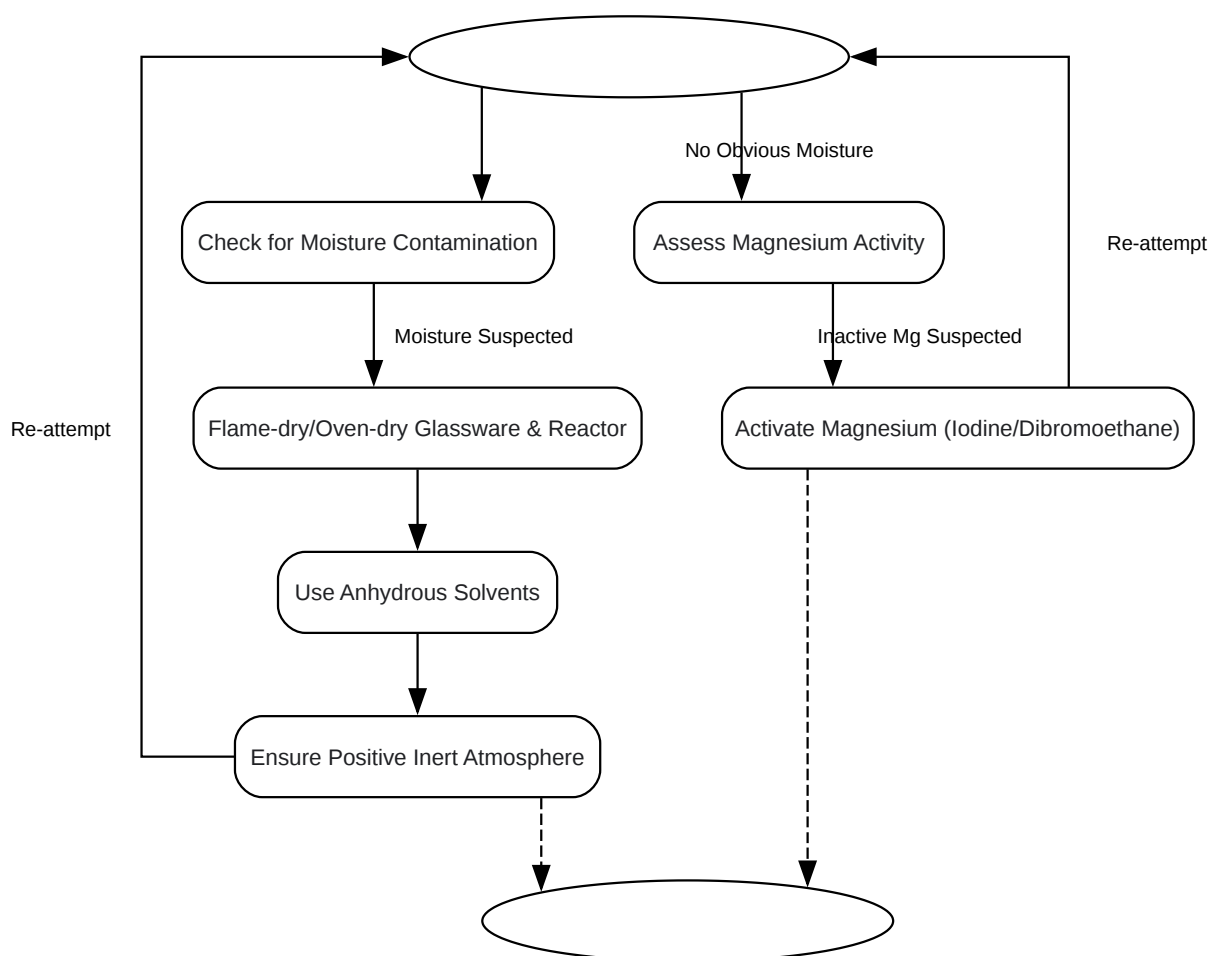 No Obvious Moisture
Check for Moisture Contamination
Assess Magnesium Activity
Re-attempt
Moisture Suspected
Inactive Mg Suspected
Re-attempt
Flame-dry/Oven-dry Glassware & Reactor
Activate Magnesium (Iodine/Dibromoethane)
Use Anhydrous Solvents
Ensure Positive Inert Atmosphere